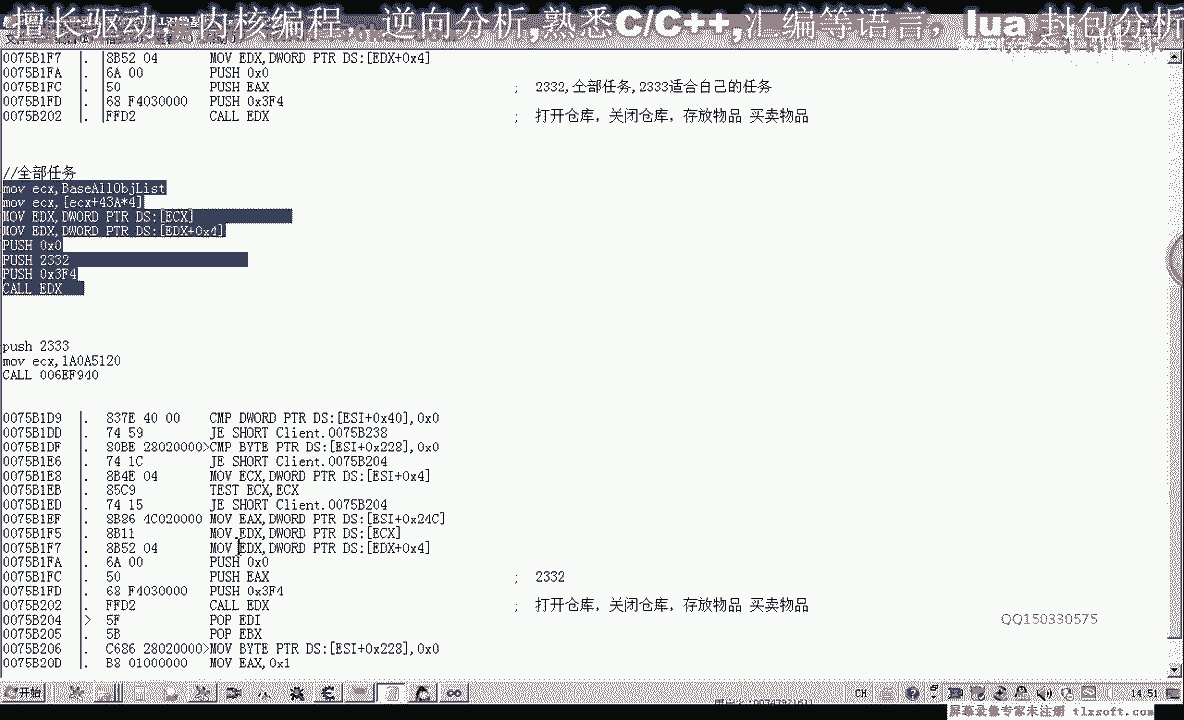 擅长驱动，内核编程，逆向分析,熟悉C/C++,汇编等语言，lua 封包分析
0075B1F7 |. 8B52 04 MOV EDX,DWORD PTR DS:[EDX+0x4]
0075B1FA |. 6A 00 PUSH 0x0
0075B1FC |. 50 PUSH EAX ; 2332,全部任务,2333适合自己的任务
0075B1FD |. 68 F4030000 PUSH 0x3F4
0075B202 |. FFD2 CALL EDX ; 打开仓库，关闭仓库，存放物品 买卖物品
//全部任务
mov ecx,BaseAllObjList
mov ecx,[ecx+43A*4]
MOV EDX,DWORD PTR DS:[ECX]
MOV EDX,DWORD PTR DS:[EDX+0x4]
PUSH 0x0
PUSH 2332
PUSH 0x3F4
CALL EDX
push 2333
mov ecx,1A0A5120
CALL 006EF940
0075B1D9 |. 837E 40 00 CMP DWORD PTR DS:[ESI+0x40],0x0
0075B1DD |. 74 59 JE SHORT Client.0075B238
0075B1DF |. 80BE 28020000>CMP BYTE PTR DS:[ESI+0x228],0x0
0075B1E6 |. 74 1C JE SHORT Client.0075B204
0075B1E8 |. 8B4E 04 MOV ECX,DWORD PTR DS:[ESI+0x4]
0075B1EB |. 85C9 TEST ECX,ECX
0075B1ED |. 74 15 JE SHORT Client.0075B204
0075B1EF |. 8B86 4C020000 MOV EAX,DWORD PTR DS:[ESI+0x24C]
0075B1F5 |. 8B11 MOV EDX,DWORD PTR DS:[ECX]
0075B1F7 |. 8B52 04 MOV EDX,DWORD PTR DS:[EDX+0x4]
0075B1FA |. 6A 00 PUSH 0x0
0075B1FC |. 50 PUSH EAX ; 2332
0075B1FD |. 68 F4030000 PUSH 0x3F4
0075B202 |. FFD2 CALL EDX ; 打开仓库，关闭仓库，存放物品 买卖物品
0075B204 |> 5F POP EDI
0075B205 |. 5B POP EBX
0075B206 |. C686 28020000>MOV BYTE PTR DS:[ESI+0x228],0x0
0075B20D |. B8 01000000 MOV EAX,0x1
QQ150330575
开始
CH
14:51
屏幕录像专家未注册 tlxsoft.com